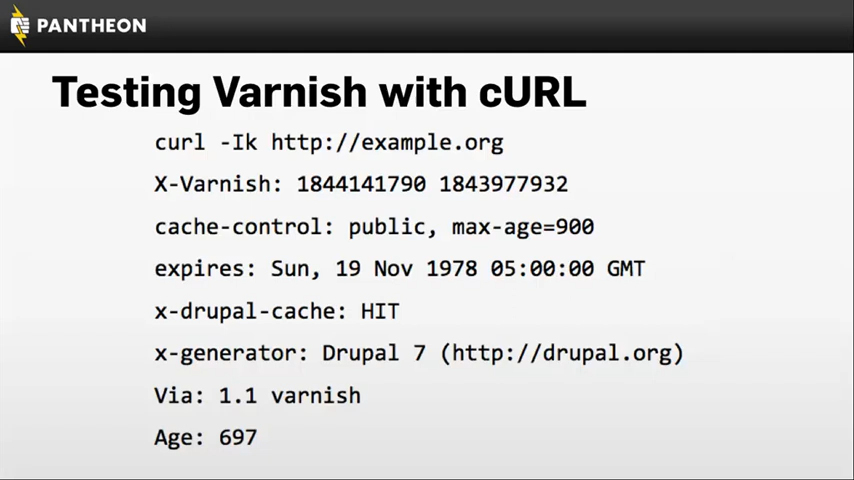 PANTHEON
Testing Varnish with cURL
curl -Ik http://example.org
X-Varnish: 1844141790 1843977932
cache-control: public, max-age=900
expires: Sun, 19 Nov 1978 05:00:00 GMT
x-drupal-cache: HIT
x-generator: Drupal 7 (http://drupal.org)
Via: 1.1 varnish
Age: 697